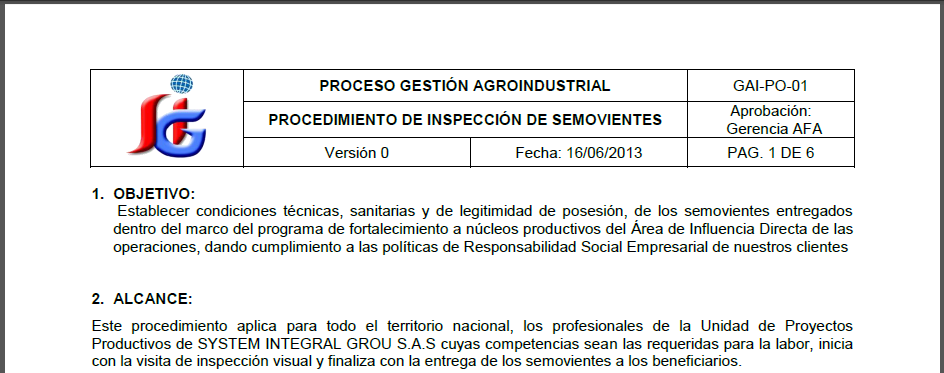 PROCESO GESTIÓN AGROINDUSTRIAL
GAI-PO-01
PROCEDIMIENTO DE INSPECCIÓN DE SEMOVIENTES
Aprobación:
Gerencia AFA
Versión 0
Fecha: 16/06/2013
PAG. 1 DE 6
1. OBJETIVO:
Establecer condiciones técnicas, sanitarias y de legitimidad de posesión, de los semovientes entregados
dentro del marco del programa de fortalecimiento a núcleos productivos del Área de Influencia Directa de las
operaciones, dando cumplimiento a las políticas de Responsabilidad Social Empresarial de nuestros clientes
2. ALCANCE:
Este procedimiento aplica para todo el territorio nacional, los profesionales de la Unidad de Proyectos
Productivos de SYSTEM INTEGRAL GROU S.A.S cuyas competencias sean las requeridas para la labor, inicia
con la visita de inspección visual y finaliza con la entrega de los semovientes a los beneficiarios.